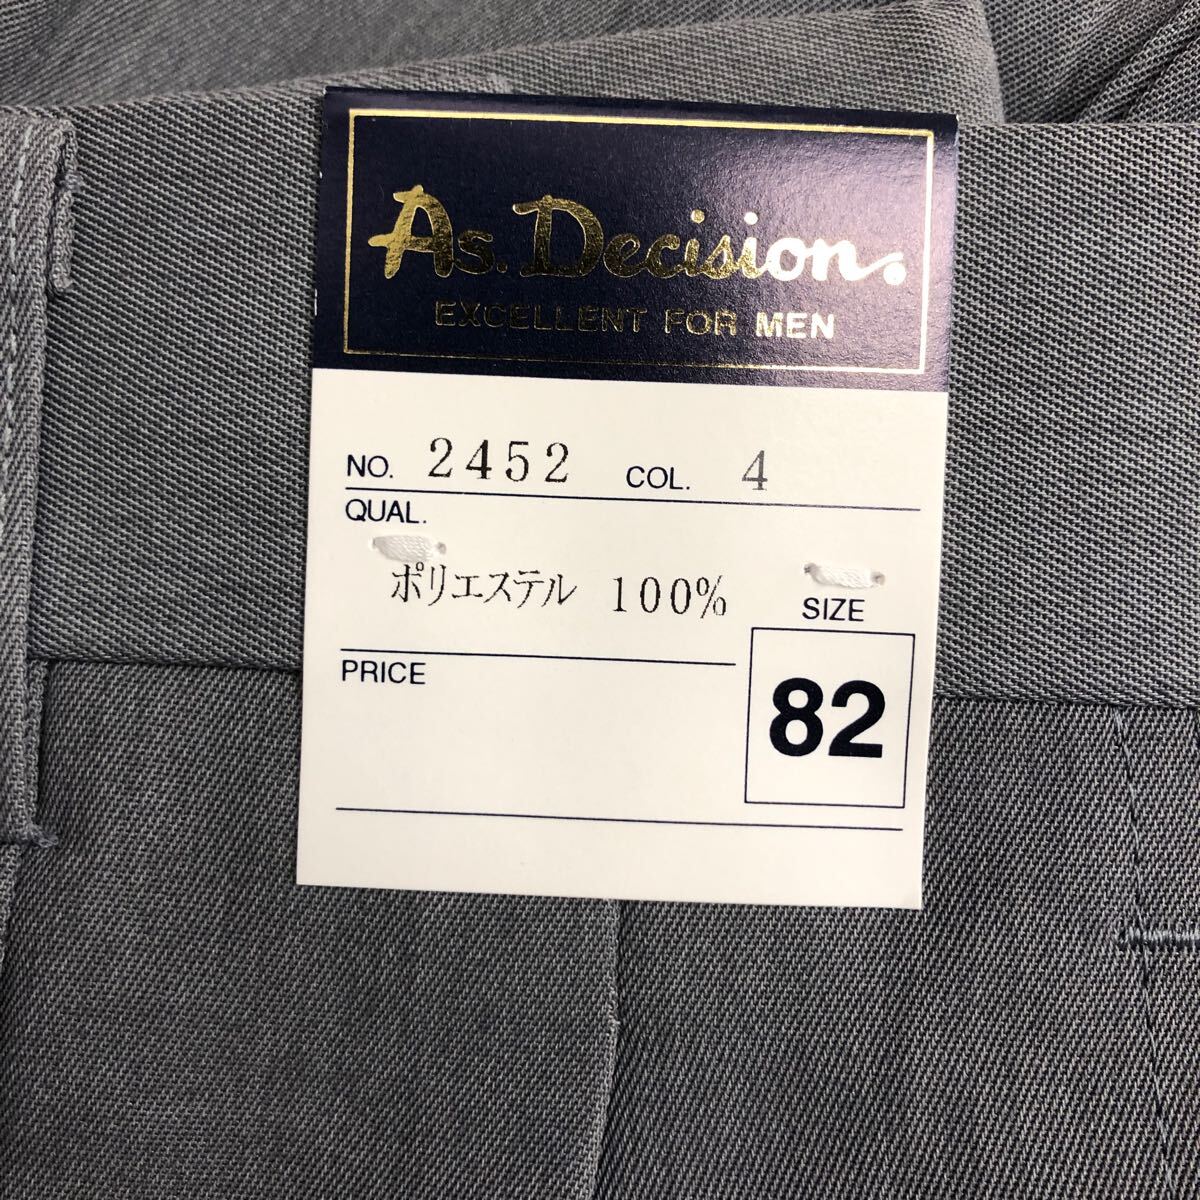 As. Decision.
EXCELLENT FOR MEN
NO. 2452 COL. 4
QUAL.
ポリエステル 100%
SIZE
82
PRICE